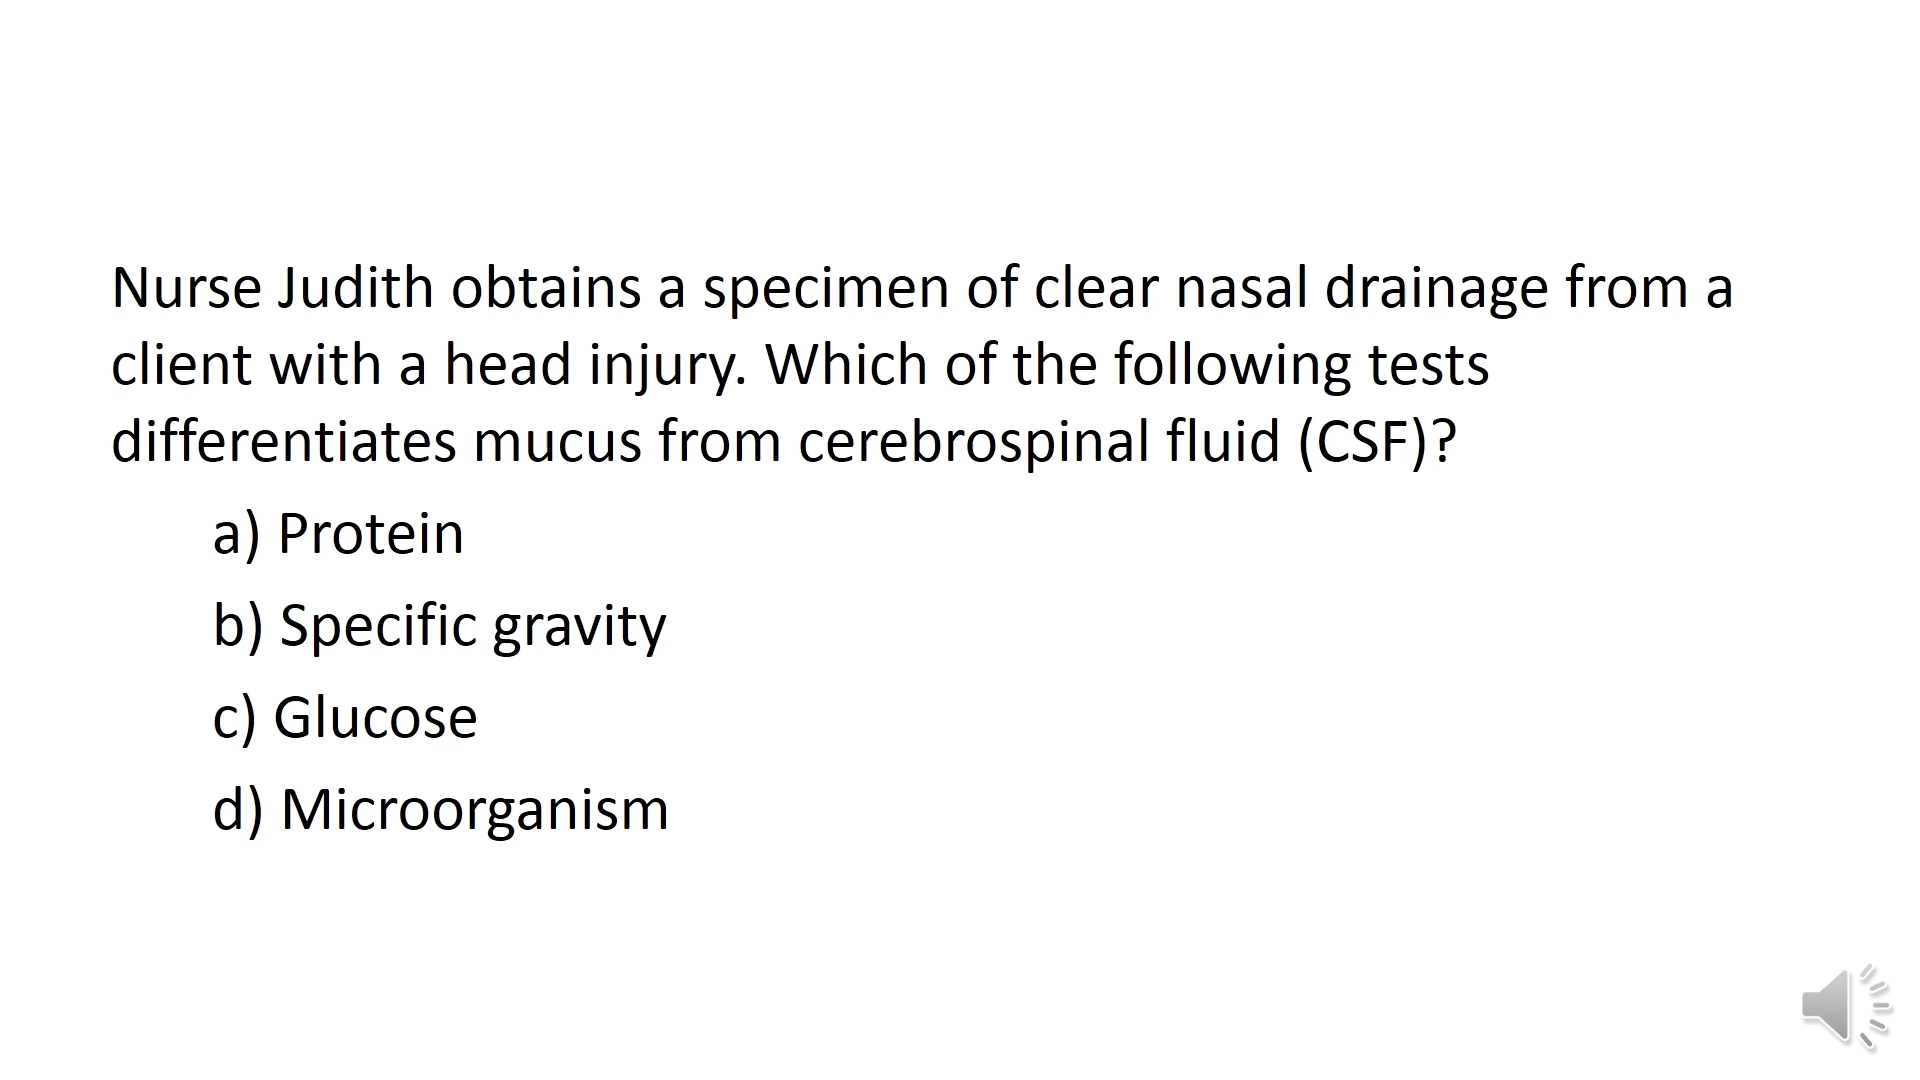 Nurse Judith obtains a specimen of clear nasal drainage from a
client with a head injury. Which of the following tests
differentiates mucus from cerebrospinal fluid (CSF)?
a) Protein
b) Specific gravity
c) Glucose
d) Microorganism